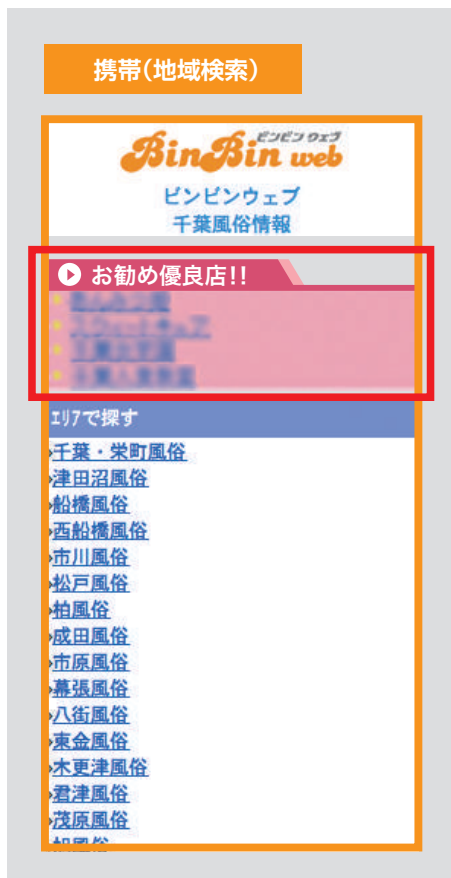 携帯(地域検索)
ビンビン ウェブ
BinBin web
ビンビンウェブ
千葉風俗情報
お勧め優良店!!
エリアで探す
›千葉・栄町風俗
›津田沼風俗
›船橋風俗
›西船橋風俗
›市川風俗
›松戸風俗
›柏風俗
›成田風俗
›市原風俗
›幕張風俗
›八街風俗
›東金風俗
›木更津風俗
›君津風俗
›茂原風俗